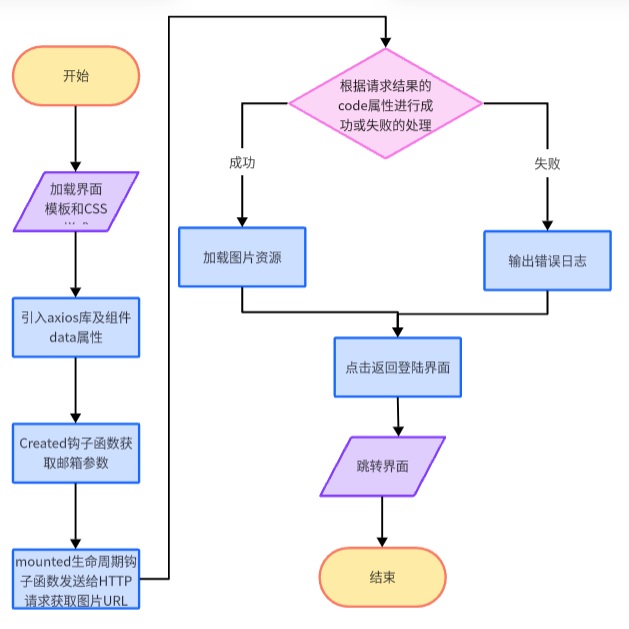 开始
加载界面
模板和CSS
引入axios库及组件
data属性
Created钩子函数获
取邮箱参数
mounted生命周期钩
子函数发送给HTTP
请求获取图片URL
根据请求结果的
code属性进行成
功或失败的处理
成功
失败
加载图片资源
输出错误日志
点击返回登陆界面
跳转界面
结束